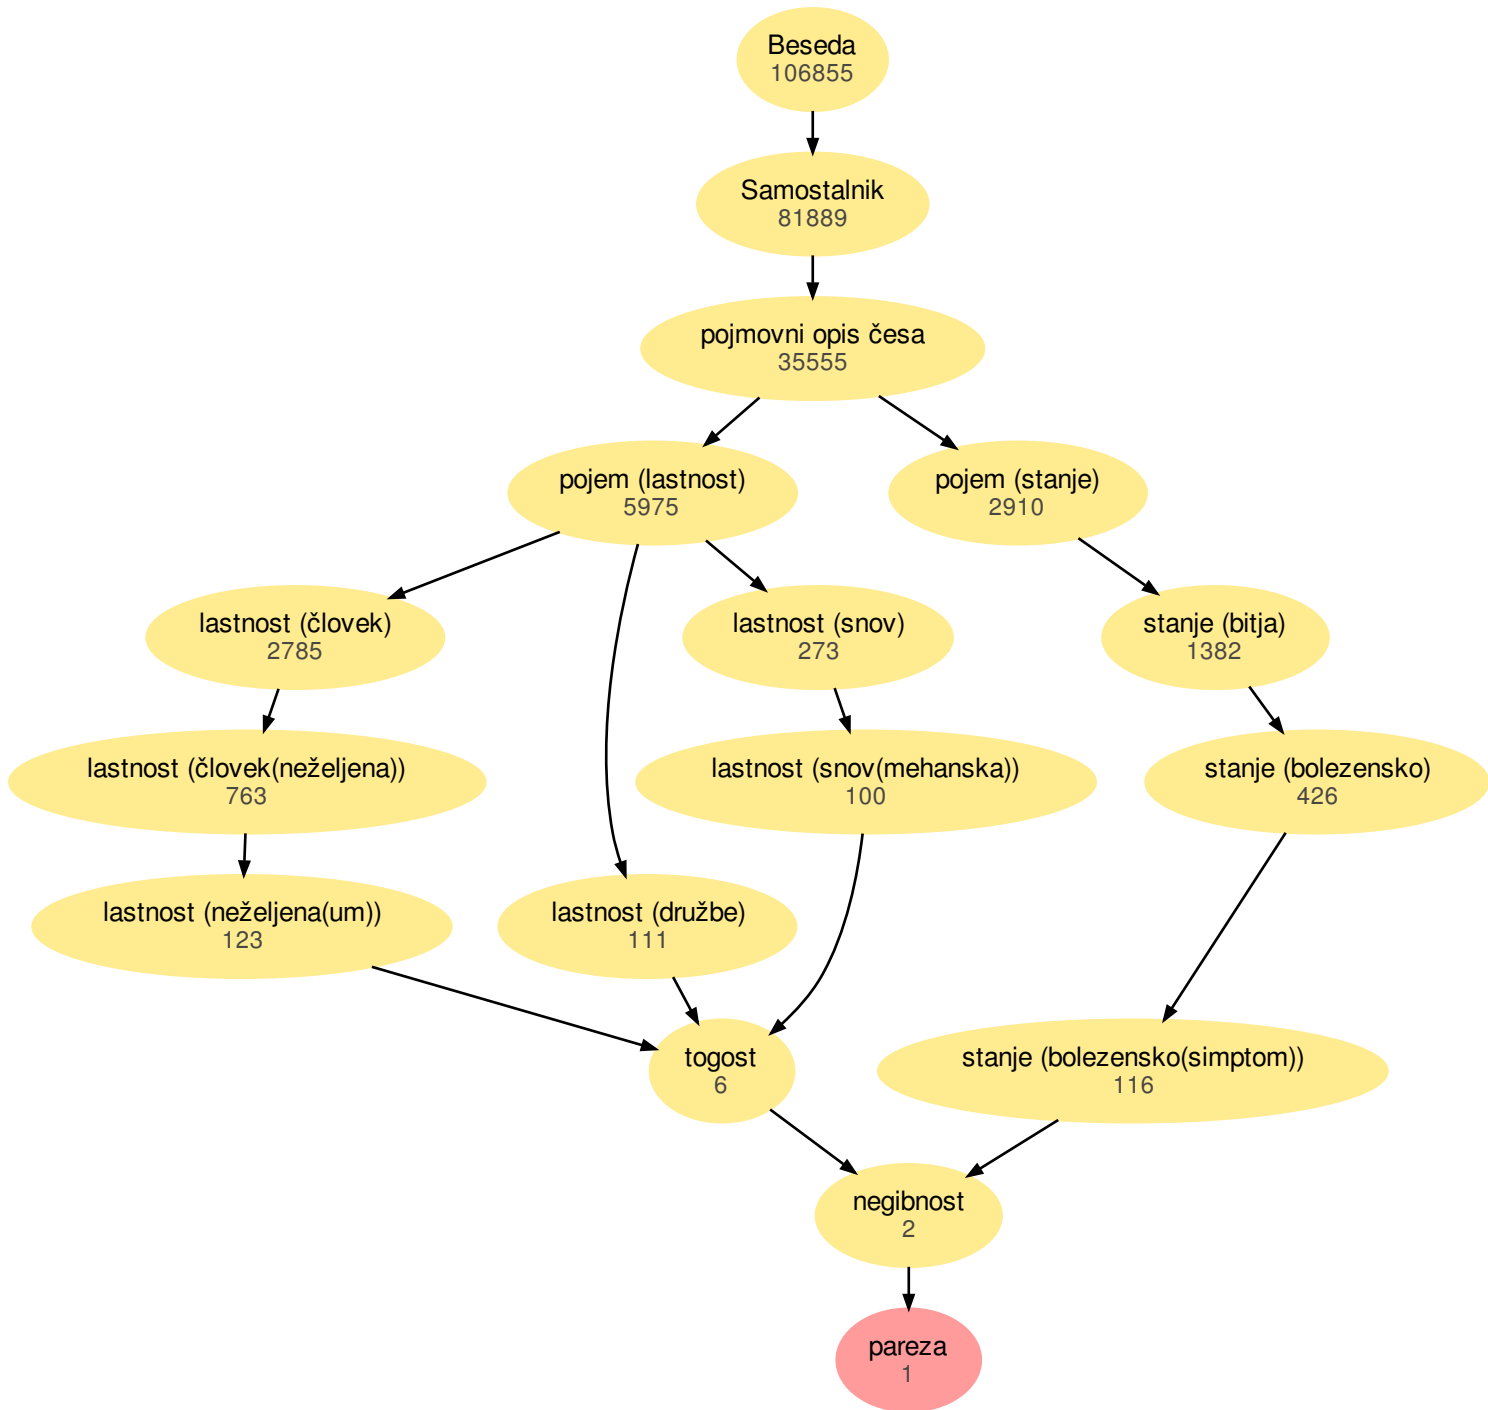 Beseda
106855
Samostalnik
81889
pojmovni opis česa
35555
pojem (lastnost)
5975
pojem (stanje)
2910
lastnost (človek)
2785
lastnost (snov)
273
stanje (bitja)
1382
lastnost (človek(neželjena))
763
lastnost (snov(mehanska))
100
stanje (bolezensko)
426
lastnost (neželjena(um))
123
lastnost (družbe)
111
togost
6
stanje (bolezensko(simptom))
116
negibnost
2
pareza
1